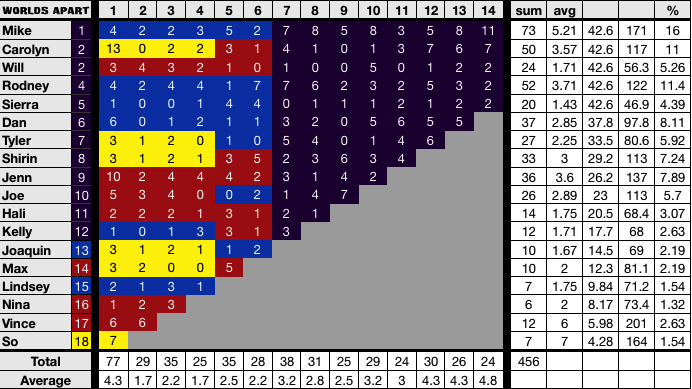 WORLDS APART 1 2 3 4 5 6 7 8 9 10 11 12 13 14 sum avg %
Mike 1 4 2 2 3 5 2 7 8 5 8 3 5 8 11 73 5.21 42.6 171 16
Carolyn 2 13 0 2 2 3 1 4 1 0 1 3 7 6 7 50 3.57 42.6 117 11
Will 2 3 4 3 2 1 0 1 0 0 5 0 1 2 2 24 1.71 42.6 56.3 5.26
Rodney 4 4 2 4 4 1 7 7 6 2 3 2 5 3 2 52 3.71 42.6 122 11.4
Sierra 5 1 0 0 1 4 4 0 1 1 1 2 1 2 2 20 1.43 42.6 46.9 4.39
Dan 6 6 0 1 2 1 1 3 2 0 5 6 5 5 37 2.85 37.8 97.8 8.11
Tyler 7 3 1 2 0 1 0 5 4 0 1 4 6 27 2.25 33.5 80.6 5.92
Shirin 8 3 1 2 1 3 5 2 3 6 3 4 33 3 29.2 113 7.24
Jenn 9 10 2 4 4 4 2 3 1 4 2 36 3.6 26.2 137 7.89
Joe 10 5 3 4 0 0 2 1 4 7 26 2.89 23 113 5.7
Hali 11 2 2 2 1 3 1 2 1 14 1.75 20.5 68.4 3.07
Kelly 12 1 0 1 3 3 1 3 12 1.71 17.7 68 2.63
Joaquin 13 3 1 2 1 1 2 10 1.67 14.5 69 2.19
Max 14 3 2 0 0 5 10 2 12.3 81.1 2.19
Lindsey 15 2 1 3 1 7 1.75 9.84 71.2 1.54
Nina 16 1 2 3 6 2 8.17 73.4 1.32
Vince 17 6 6 12 6 5.98 201 2.63
So 18 7 7 7 4.28 164 1.54
Total 77 29 35 25 35 28 38 31 25 29 24 30 26 24 456
Average 4.3 1.7 2.2 1.7 2.5 2.2 3.2 2.8 2.5 3.2 3 4.3 4.3 4.8